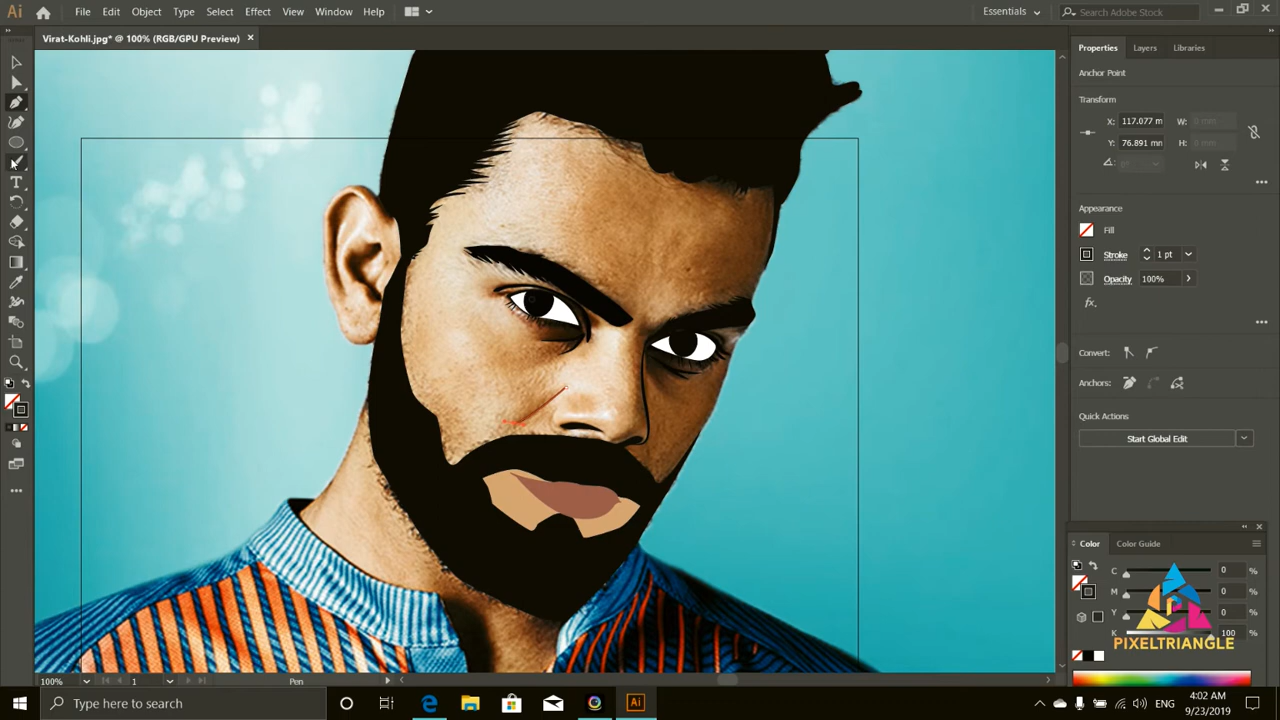 Ai File Edit Object Type Select Effect View Window Help Essentials Search Adobe Stock
Virat-Kohli.jpg* @ 100% (RGB/GPU Preview)
Properties Layers Libraries
Anchor Point
Transform
X: 117.077 m W: 0 mm
Y: 76.891 mn H: 0 mm
Appearance
Fill
Stroke 1 pt
Opacity 100%
fx
Convert:
Anchors:
Quick Actions
Start Global Edit
Color Color Guide
C 0 %
M 0 %
Y 0 %
K 100 %
PIXELTRIANGLE
100% 1 Pen
Type here to search
Ai
ENG
4:02 AM
9/23/2019